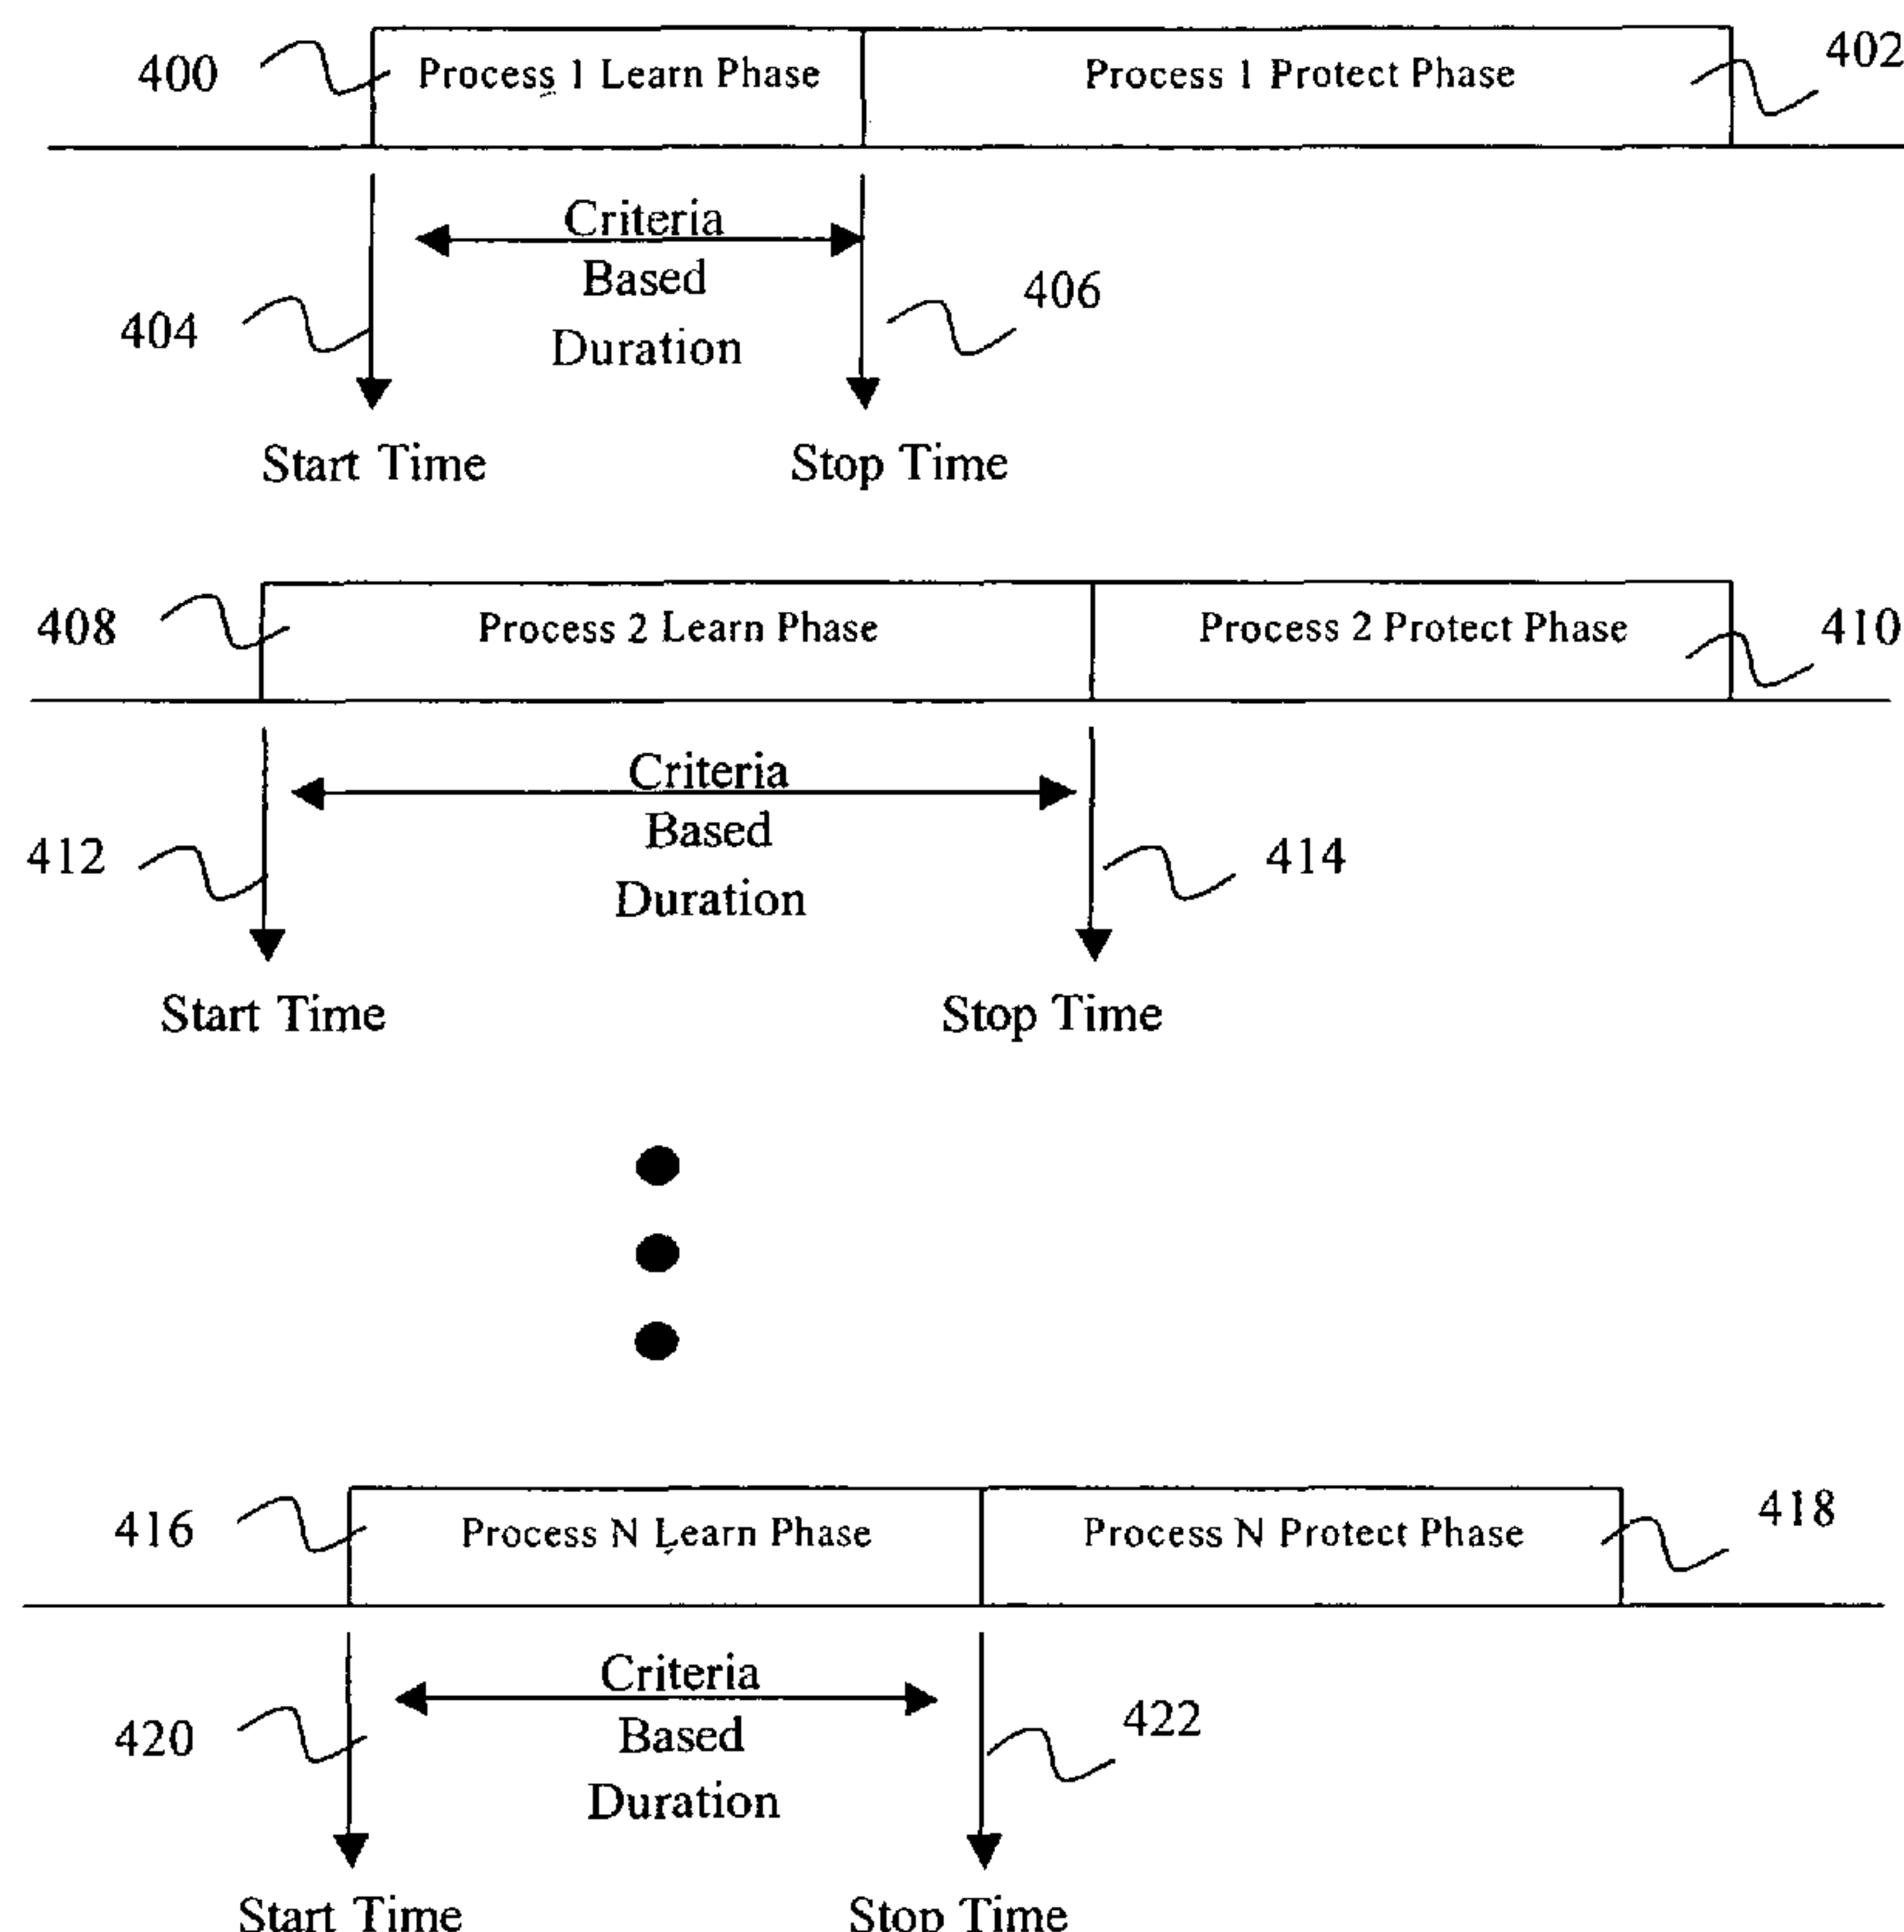 400 Process 1 Learn Phase Process 1 Protect Phase 402
Criteria
Based
Duration
404 406
Start Time Stop Time
408 Process 2 Learn Phase Process 2 Protect Phase 410
Criteria
Based
Duration
412 414
Start Time Stop Time
416 Process N Learn Phase Process N Protect Phase 418
Criteria
Based
Duration
420 422
Start Time Stop Time